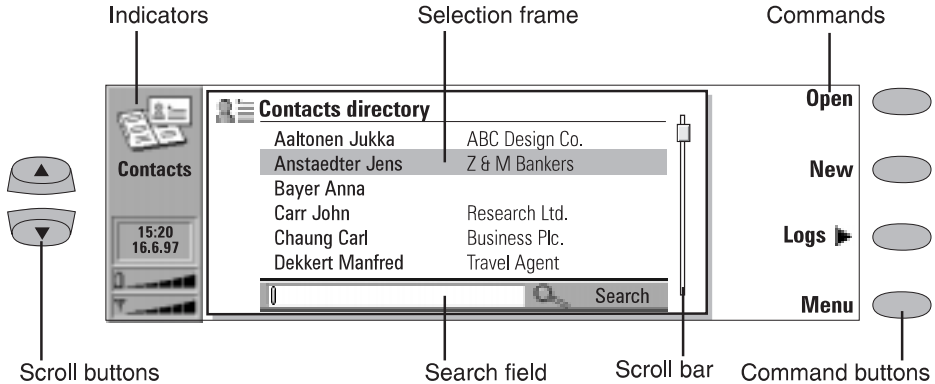 Indicators
Selection frame
Commands
Contacts
15:20
16.6.97
Contacts directory
Aaltonen Jukka ABC Design Co.
Anstaedter Jens Z & M Bankers
Bayer Anna
Carr John Research Ltd.
Chaung Carl Business Plc.
Dekkert Manfred Travel Agent
Search
Open
New
Logs
Menu
Scroll buttons
Search field
Scroll bar
Command buttons